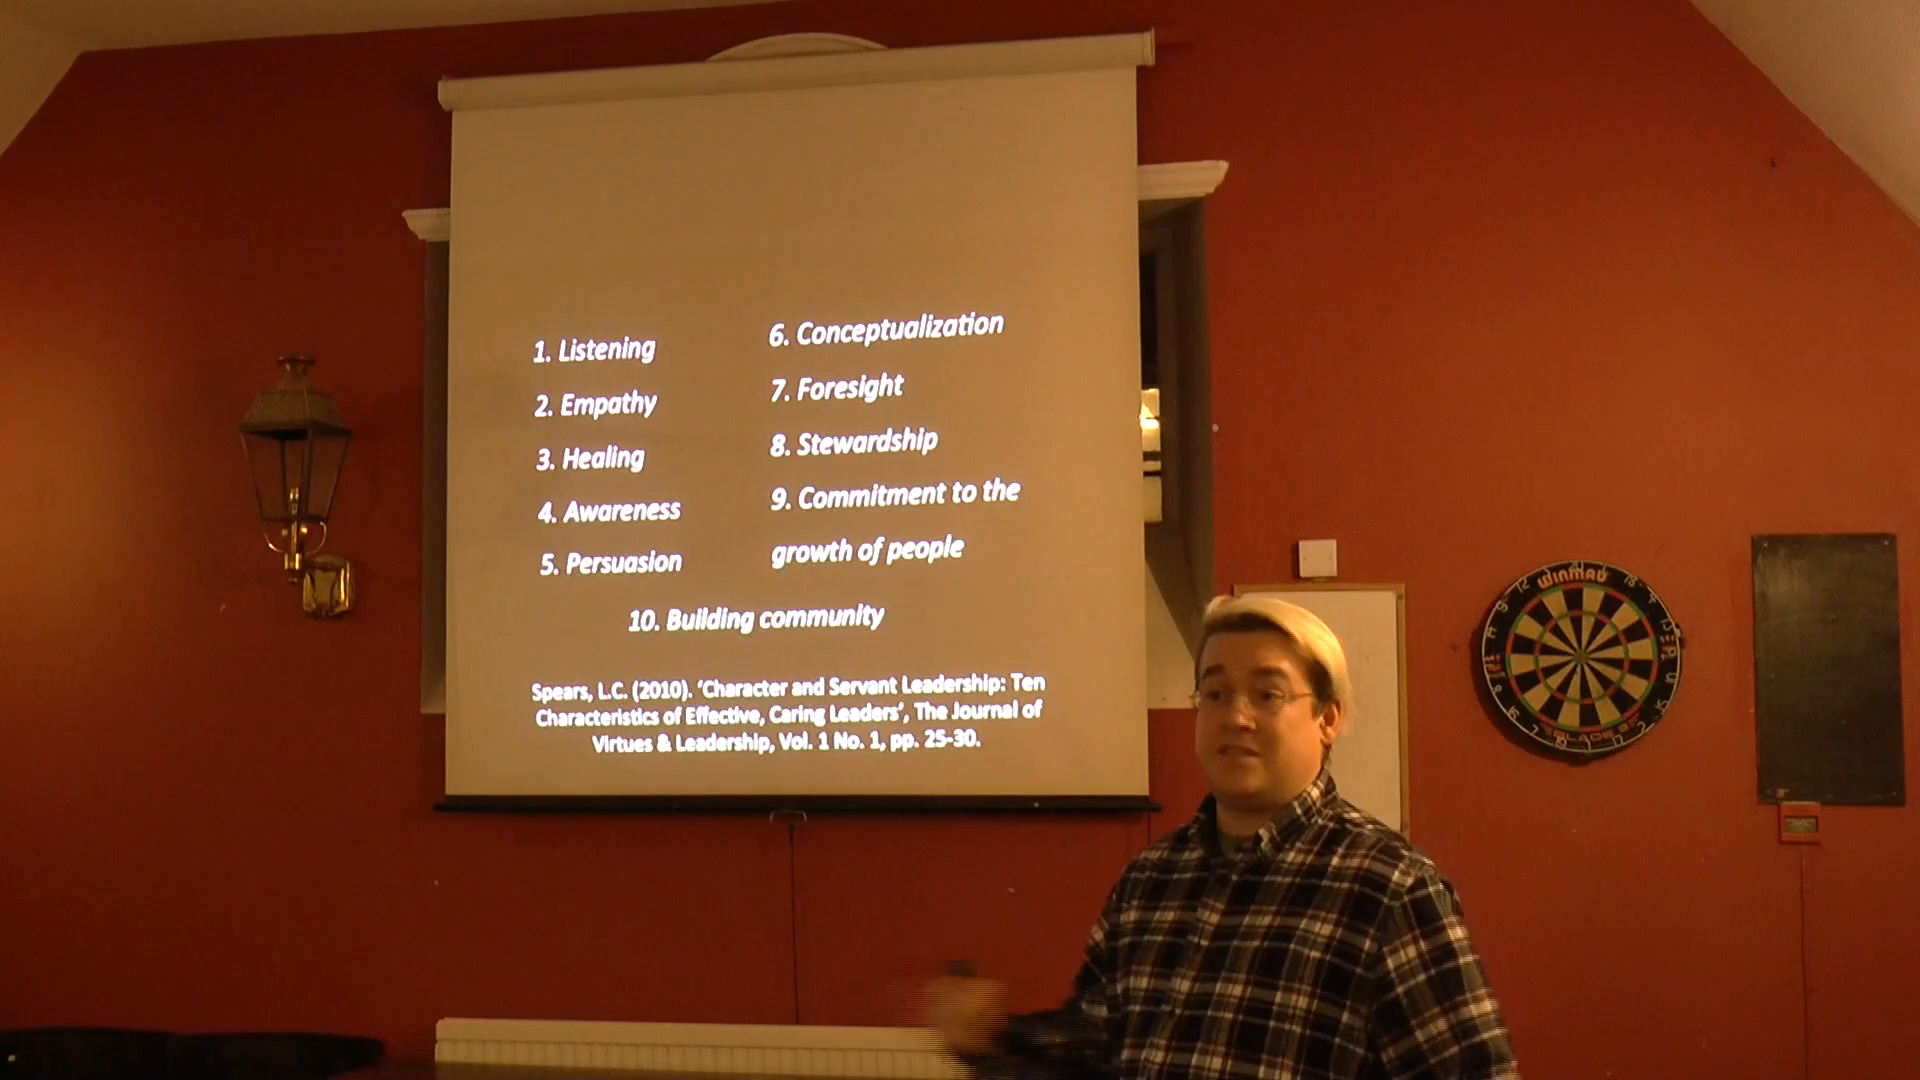 1. Listening
2. Empathy
3. Healing
4. Awareness
5. Persuasion
6. Conceptualization
7. Foresight
8. Stewardship
9. Commitment to the
growth of people
10. Building community
Spears, L.C. (2010). ‘Character and Servant Leadership: Ten
Characteristics of Effective, Caring Leaders’, The Journal of
Virtues & Leadership, Vol. 1 No. 1, pp. 25-30.
WINMAU